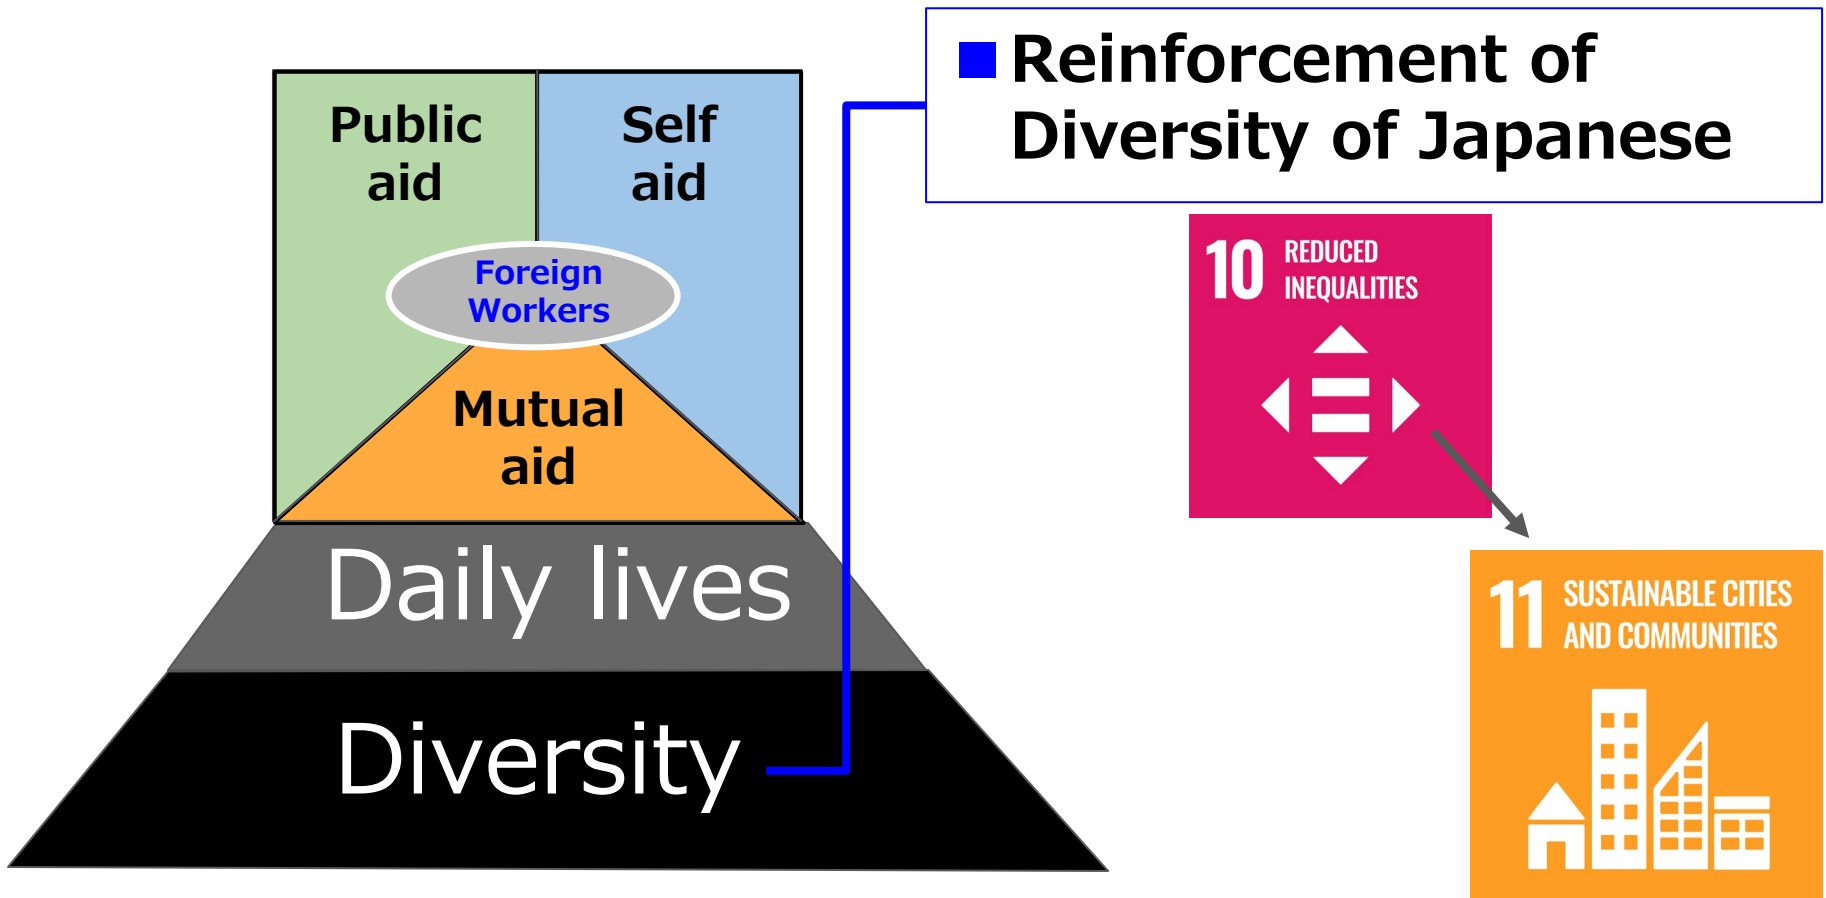 Reinforcement of
Diversity of Japanese
Public
aid
Self
aid
Foreign
Workers
Mutual
aid
Daily lives
Diversity
10 REDUCED
INEQUALITIES
11 SUSTAINABLE CITIES
AND COMMUNITIES